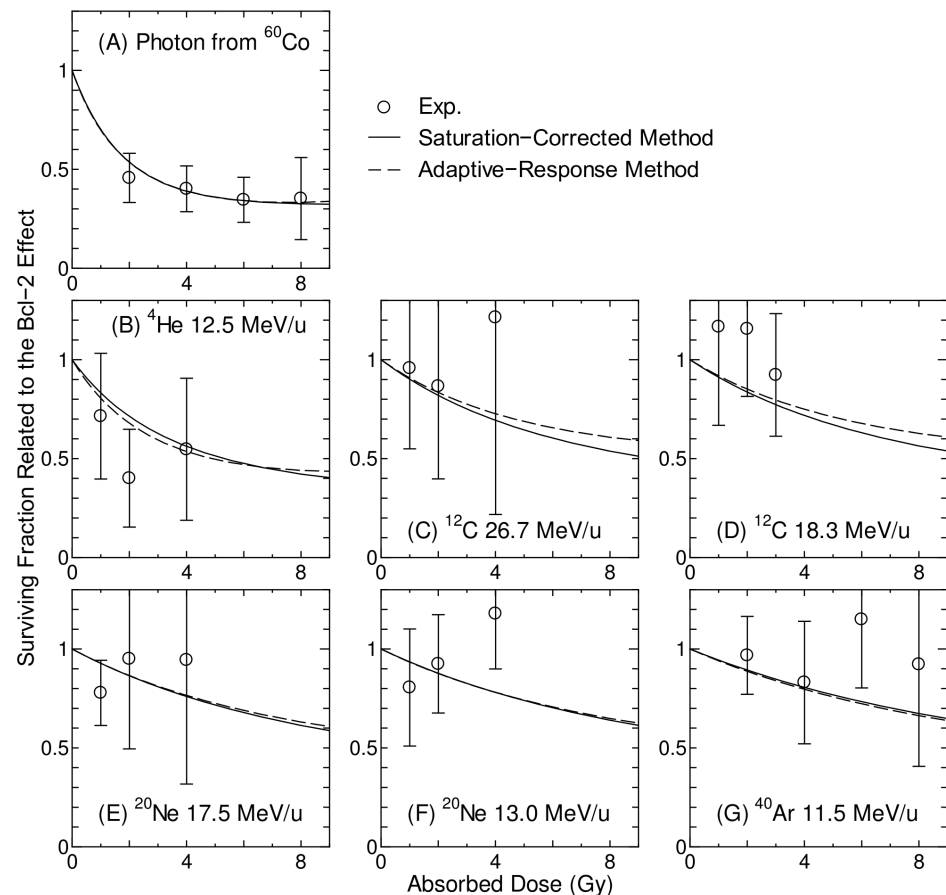 (A) Photon from ⁶⁰Co
Exp.
Saturation−Corrected Method
Adaptive−Response Method
Surviving Fraction Related to the Bcl−2 Effect
1
0.5
0
0 4 8
(B) ⁴He 12.5 MeV/u
1
0.5
0
0 4 8
(C) ¹²C 26.7 MeV/u
1
0.5
0
0 4 8
(D) ¹²C 18.3 MeV/u
1
0.5
0
0 4 8
(E) ²⁰Ne 17.5 MeV/u
1
0.5
0
0 4 8
(F) ²⁰Ne 13.0 MeV/u
1
0.5
0
0 4 8
(G) ⁴⁰Ar 11.5 MeV/u
1
0.5
0
0 4 8
Absorbed Dose (Gy)